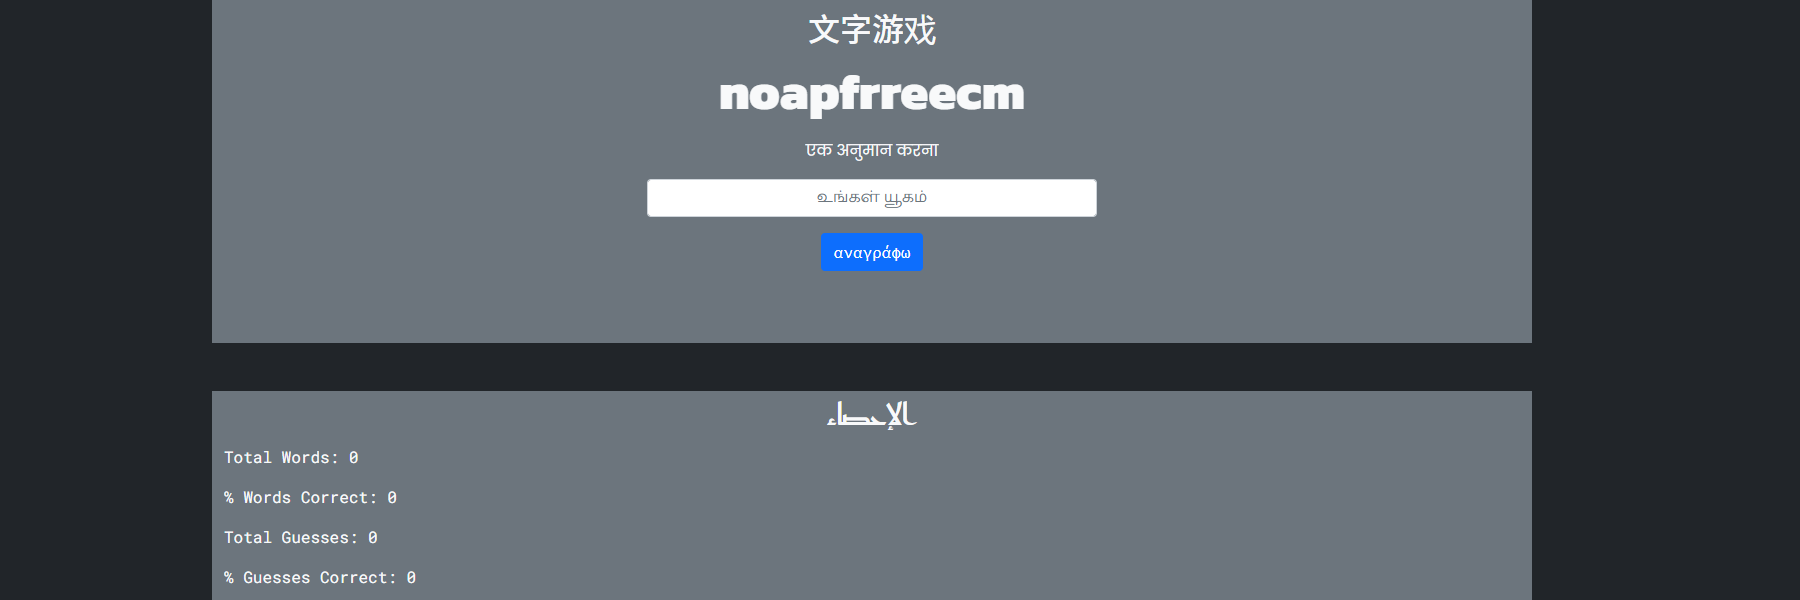 文字游戏
noapfrreecm
एक अनुमान करना
உங்கள் யூகம்
αναγράφω
الإحصاء
Total Words: 0
% Words Correct: 0
Total Guesses: 0
% Guesses Correct: 0